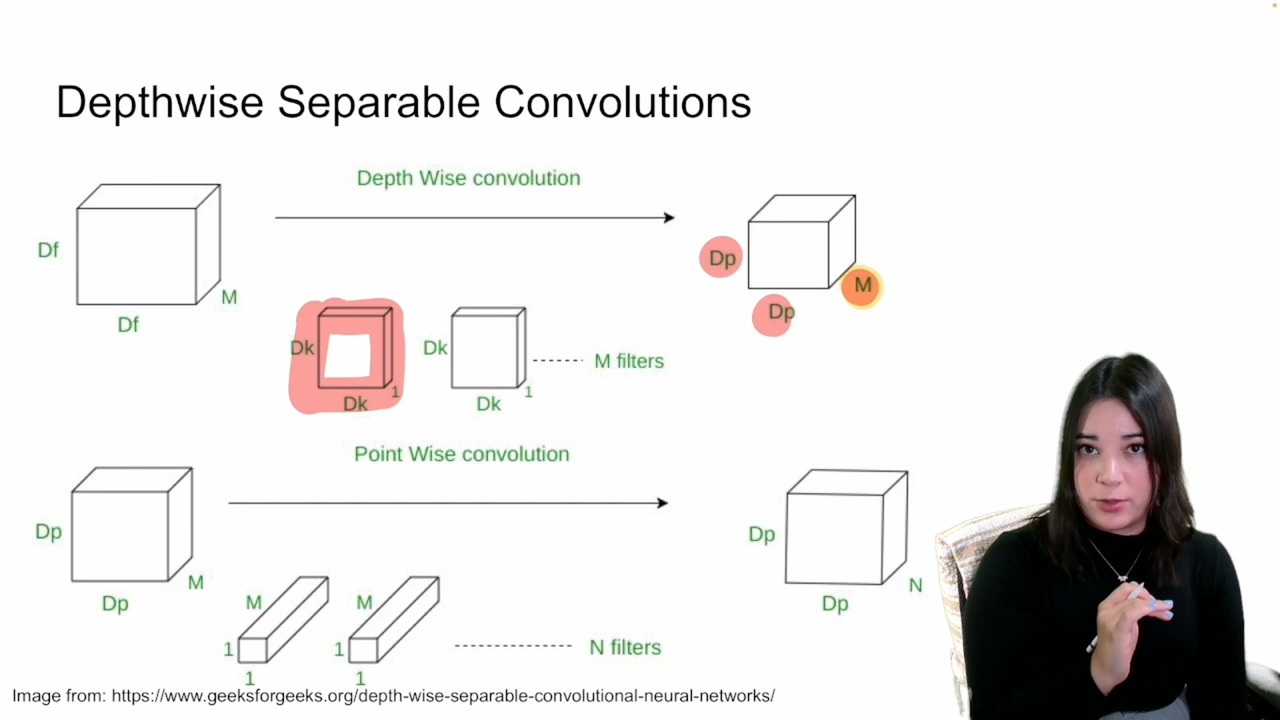 Depthwise Separable Convolutions
Depth Wise convolution
Df
M
Df
Dp
M
Dp
Dk
1
Dk
Dk
1
Dk
M filters
Point Wise convolution
Dp
M
Dp
M
1
1
M
1
1
N filters
Dp
N
Dp
Image from: https://www.geeksforgeeks.org/depth-wise-separable-convolutional-neural-networks/